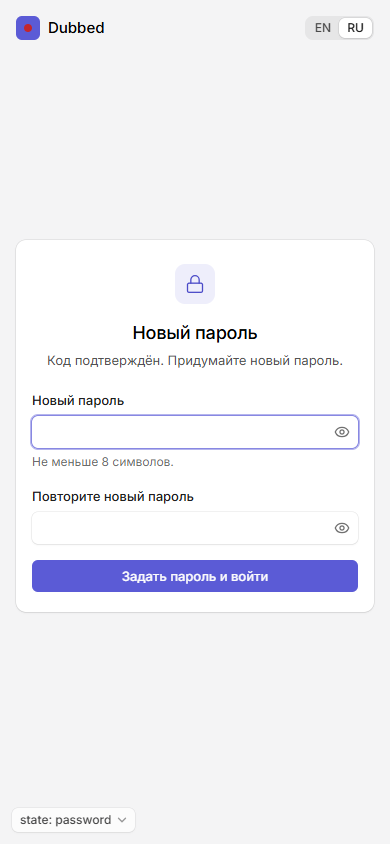 Dubbed
EN RU
Новый пароль
Код подтверждён. Придумайте новый пароль.
Новый пароль
Не меньше 8 символов.
Повторите новый пароль
Задать пароль и войти
state: password